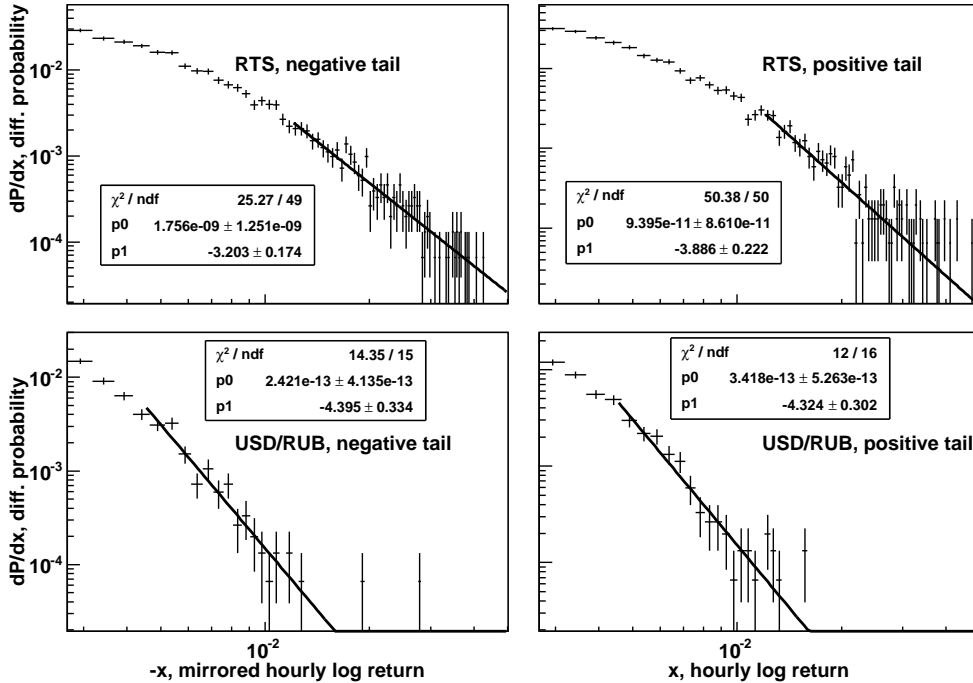 dP/dx, diff. probability
10⁻²
10⁻³
10⁻⁴
RTS, negative tail
χ² / ndf 25.27 / 49
p0 1.756e-09 ± 1.251e-09
p1 -3.203 ± 0.174
RTS, positive tail
χ² / ndf 50.38 / 50
p0 9.395e-11 ± 8.610e-11
p1 -3.886 ± 0.222
dP/dx, diff. probability
10⁻²
10⁻³
10⁻⁴
χ² / ndf 14.35 / 15
p0 2.421e-13 ± 4.135e-13
p1 -4.395 ± 0.334
USD/RUB, negative tail
10⁻²
-x, mirrored hourly log return
χ² / ndf 12 / 16
p0 3.418e-13 ± 5.263e-13
p1 -4.324 ± 0.302
USD/RUB, positive tail
10⁻²
x, hourly log return